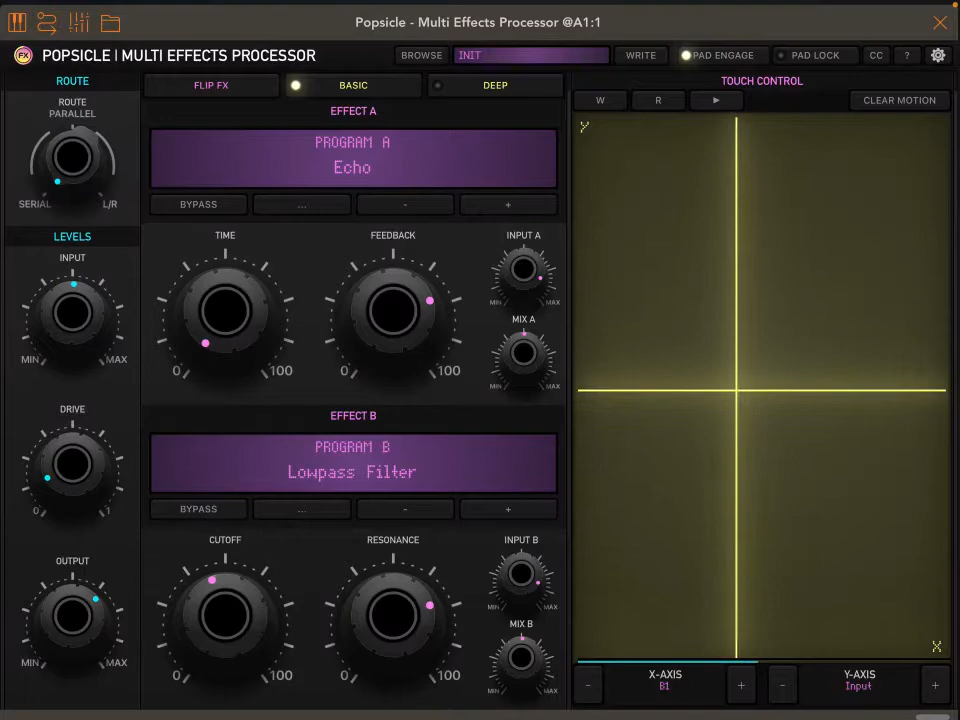 Popsicle - Multi Effects Processor @A1:1
FX POPSICLE | MULTI EFFECTS PROCESSOR
BROWSE INIT WRITE PAD ENGAGE PAD LOCK CC ?
ROUTE
ROUTE
PARALLEL
SERIAL L/R
LEVELS
INPUT
MIN MAX
DRIVE
0 1
OUTPUT
MIN MAX
FLIP FX BASIC DEEP
EFFECT A
PROGRAM A
Echo
BYPASS ... - +
TIME
0 100
FEEDBACK
0 100
INPUT A
MIN MAX
MIX A
MIN MAX
EFFECT B
PROGRAM B
Lowpass Filter
BYPASS ... - +
CUTOFF
0 100
RESONANCE
0 100
INPUT B
MIN MAX
MIX B
MIN MAX
TOUCH CONTROL
W R CLEAR MOTION
Y
X
- X-AXIS + - Y-AXIS +
B1 Input